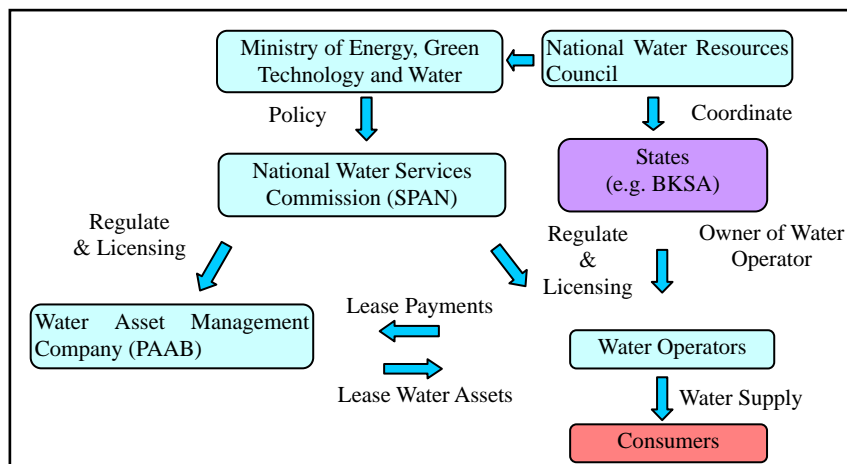 Ministry of Energy, Green
Technology and Water
National Water Resources
Council
Policy
Coordinate
National Water Services
Commission (SPAN)
States
(e.g. BKSA)
Regulate
& Licensing
Regulate
&
Licensing
Owner of Water
Operator
Water Asset Management
Company (PAAB)
Lease Payments
Lease Water Assets
Water Operators
Water Supply
Consumers